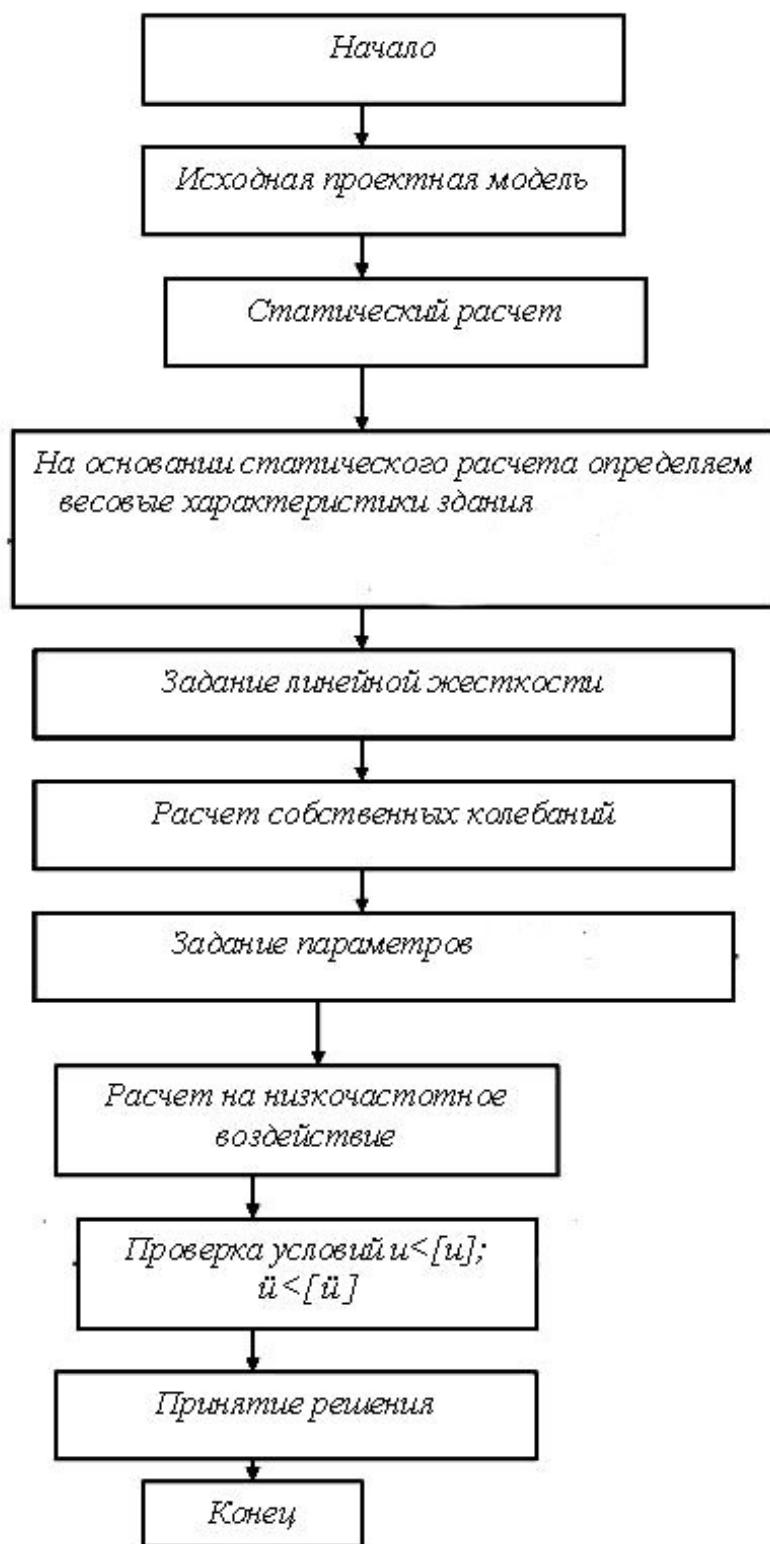 Начало
Исходная проектная модель
Статический расчет
На основании статического расчета определяем
весовые характеристики здания
Задание линейной жесткости
Расчет собственных колебаний
Задание параметров
Расчет на низкочастотное
воздействие
Проверка условий u<[u];
ü<[ü]
Принятие решения
Конец